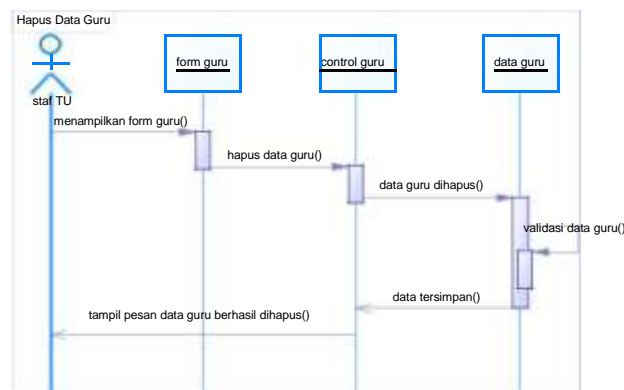 Hapus Data Guru
form guru
control guru
data guru
staf TU
menampilkan form guru()
hapus data guru()
data guru dihapus()
validasi data guru()
data tersimpan()
tampil pesan data guru berhasil dihapus()